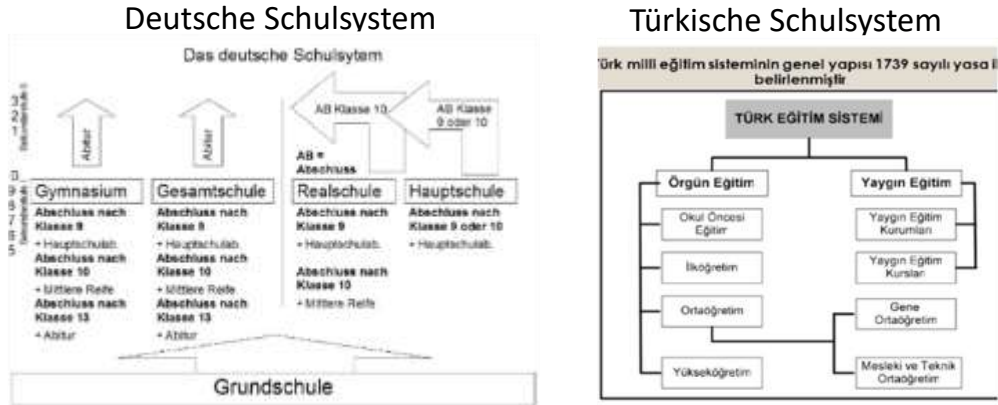 Deutsche Schulsystem
Das deutsche Schulsytem
Abitur
Abitur
AB Klasse 10
AB Klasse
9 oder 10
AB =
Abschluss
Gymnasium
Abschluss nach
Klasse 9
+ Hauptschulab.
Abschluss nach
Klasse 10
+ Mittlere Reife
Abschluss nach
Klasse 13
+ Abitur
Gesamtschule
Abschluss nach
Klasse 9
+ Hauptschulab.
Abschluss nach
Klasse 10
+ Mittlere Reife
Abschluss nach
Klasse 13
+ Abitur
Realschule
Abschluss nach
Klasse 9
+ Hauptschulab.
Abschluss nach
Klasse 10
+ Mittlere Reife
Hauptschule
Abschluss nach
Klasse 9 oder 10
+ Hauptschulab.
Grundschule
Türkische Schulsystem
milli eğitim sisteminin genel yapısı 1739 sayılı yasa
belirlenmiştir
TÜRK EĞİTİM SİSTEMİ
Örgün Eğitim
Okul Öncesi
Eğitim
İlköğretim
Ortaöğretim
Yükseköğretim
Yaygın Eğitim
Yaygın Eğitim
Kurumları
Yaygın Eğitim
Kursları
Gene
Ortaöğretim
Mesleki ve Teknik
Ortaöğretim